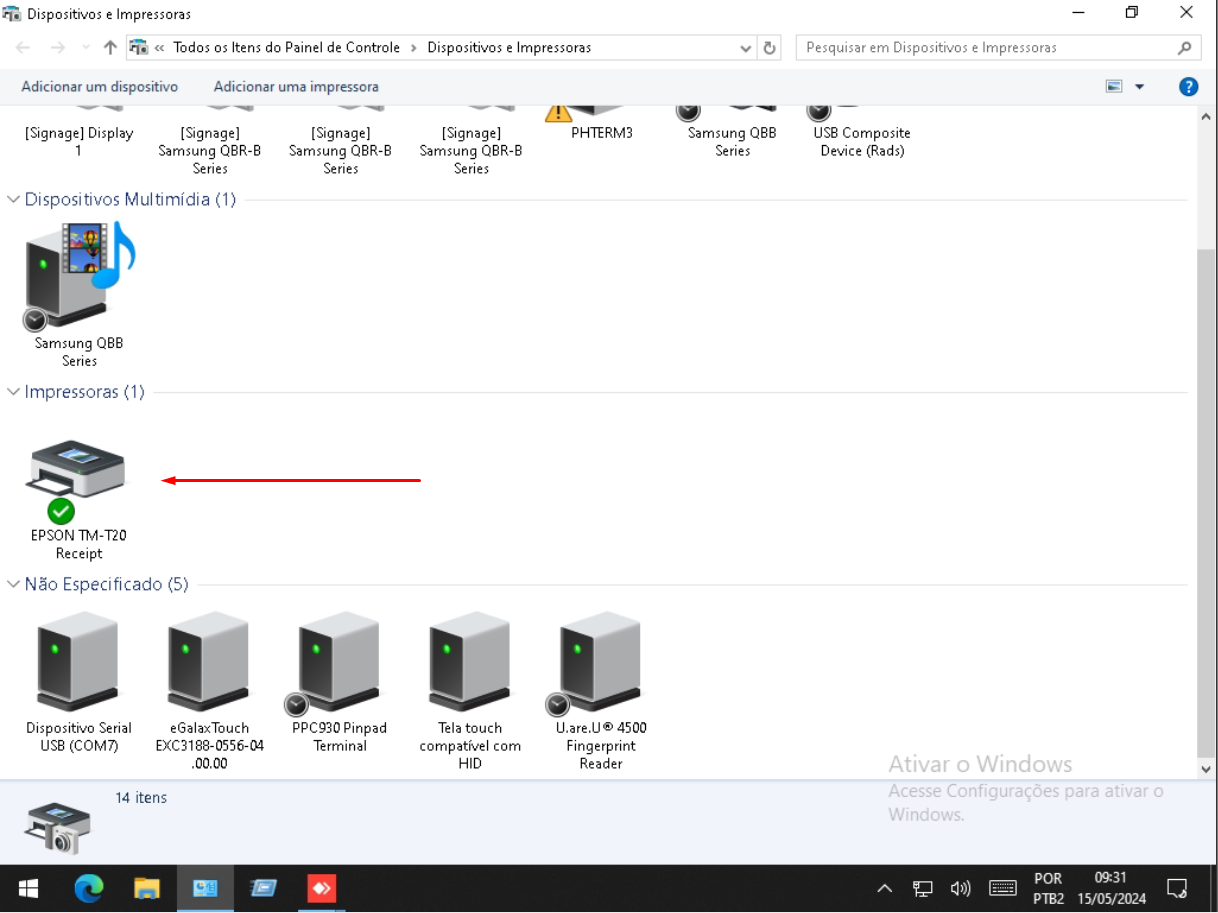 Dispositivos e Impressoras
« Todos os Itens do Painel de Controle > Dispositivos e Impressoras
Pesquisar em Dispositivos e Impressoras
Adicionar um dispositivo
Adicionar uma impressora
[Signage] Display
1
[Signage]
Samsung QBR-B
Series
[Signage]
Samsung QBR-B
Series
[Signage]
Samsung QBR-B
Series
PHTERM3
Samsung QBB
Series
USB Composite
Device (Rads)
Dispositivos Multimídia (1)
Samsung QBB
Series
Impressoras (1)
EPSON TM-T20
Receipt
Não Especificado (5)
Dispositivo Serial
USB (COM7)
eGalaxTouch
EXC3188-0556-04
.00.00
PPC930 Pinpad
Terminal
Tela touch
compatível com
HID
U.are.U® 4500
Fingerprint
Reader
Ativar o Windows
Acesse Configurações para ativar o
Windows.
14 itens
POR
PTB2
09:31
15/05/2024